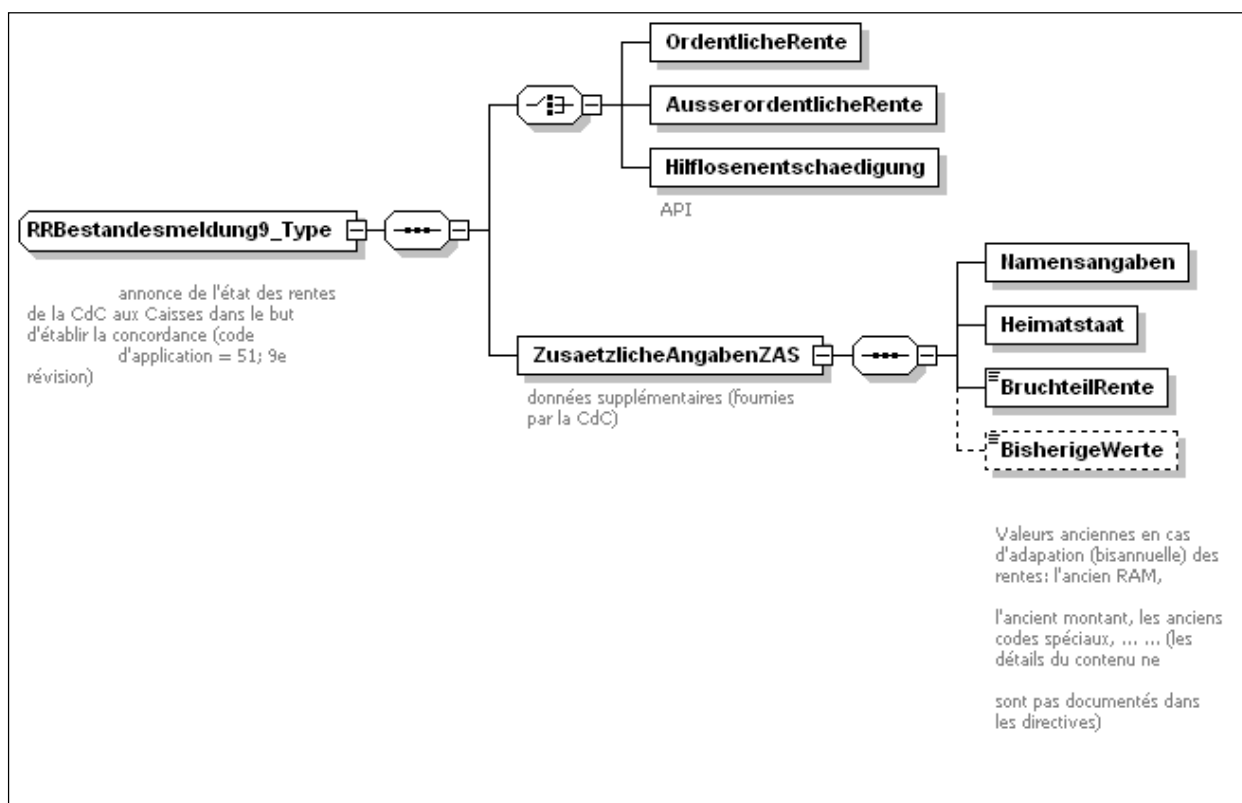 OrdentlicheRente
AusserordentlicheRente
Hilflosenentschaedigung
API
RRBestandesmeldung9_Type
annonce de l'état des rentes
de la CdC aux Caisses dans le but
d'établir la concordance (code
d'application = 51; 9e
révision)
ZusaetzlicheAngabenZAS
données supplémentaires (fournies
par la CdC)
Namensangaben
Heimatstaat
BruchteilRente
BisherigeWerte
Valeurs anciennes en cas
d'adapation (bisannuelle) des
rentes: l'ancien RAM,
l'ancient montant, les anciens
codes spéciaux, ... ... (les
détails du contenu ne
sont pas documentés dans
les directives)